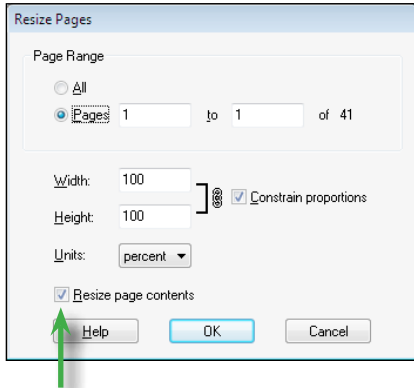 Resize Pages
Page Range
All
Pages 1 to 1 of 41
Width: 100
Constrain proportions
Height: 100
Units: percent
Resize page contents
Help OK Cancel